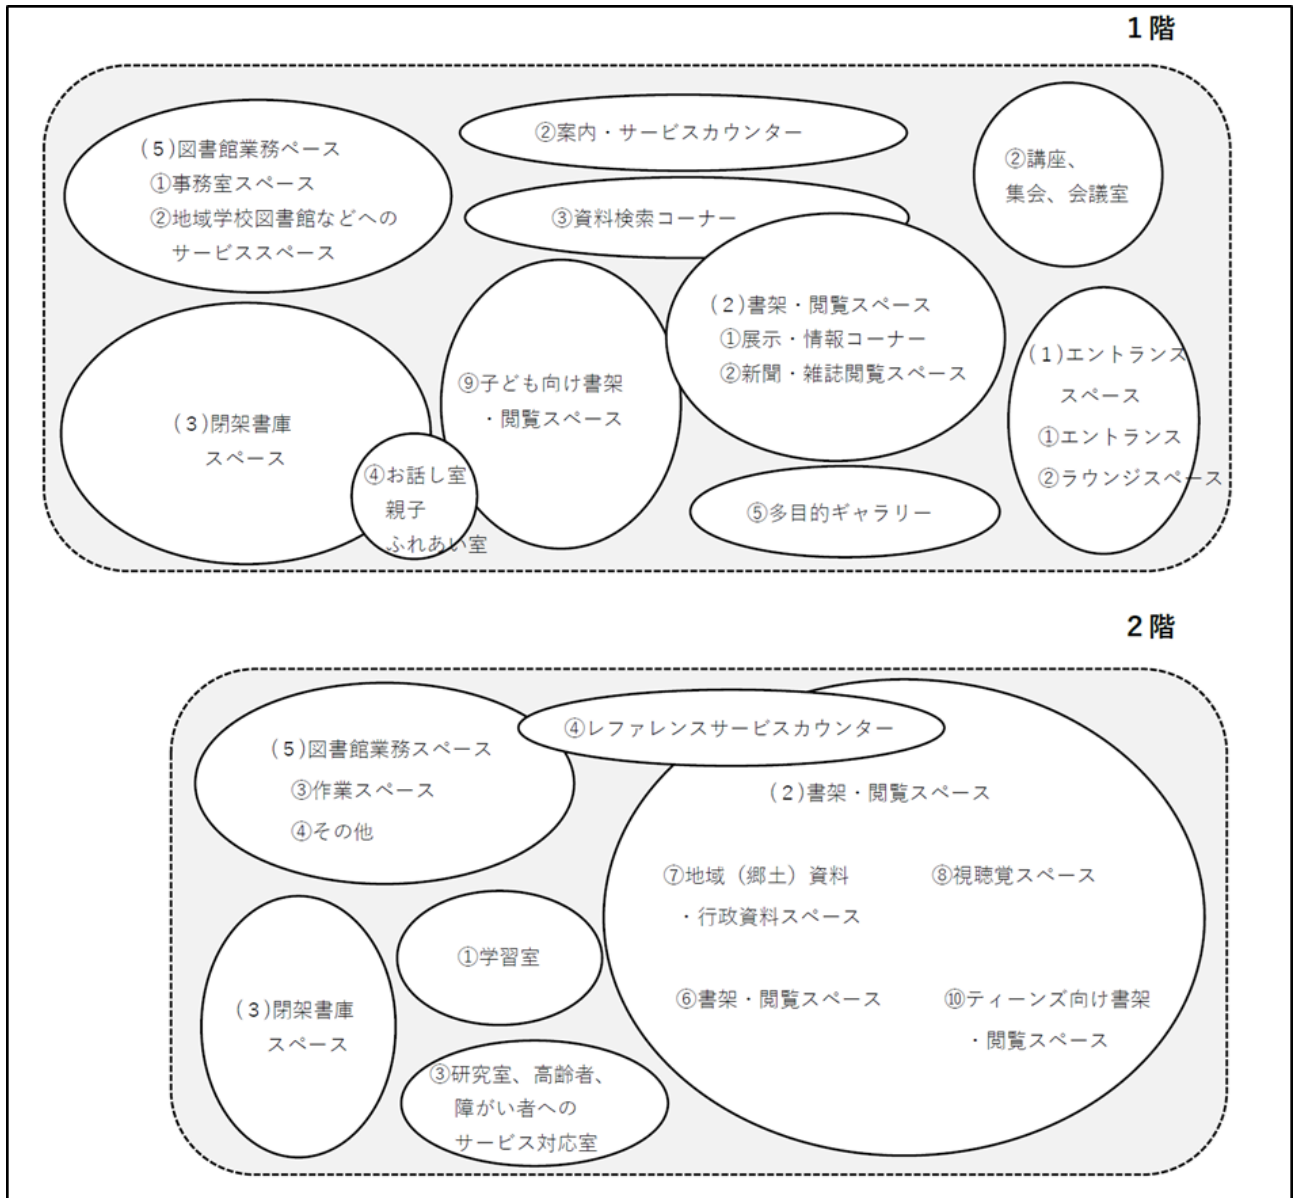 1階
(5)図書館業務ペース
①事務室スペース
②地域学校図書館などへの
サービススペース
②案内・サービスカウンター
③資料検索コーナー
②講座、
集会、会議室
(2)書架・閲覧スペース
①展示・情報コーナー
②新聞・雑誌閲覧スペース
(1)エントランス
スペース
①エントランス
②ラウンジスペース
⑨子ども向け書架
・閲覧スペース
(3)閉架書庫
スペース
④お話し室
親子
ふれあい室
⑤多目的ギャラリー
2階
④レファレンスサービスカウンター
(5)図書館業務スペース
③作業スペース
④その他
(2)書架・閲覧スペース
⑦地域（郷土）資料
・行政資料スペース
⑧視聴覚スペース
⑥書架・閲覧スペース
⑩ティーンズ向け書架
・閲覧スペース
①学習室
(3)閉架書庫
スペース
③研究室、高齢者、
障がい者への
サービス対応室